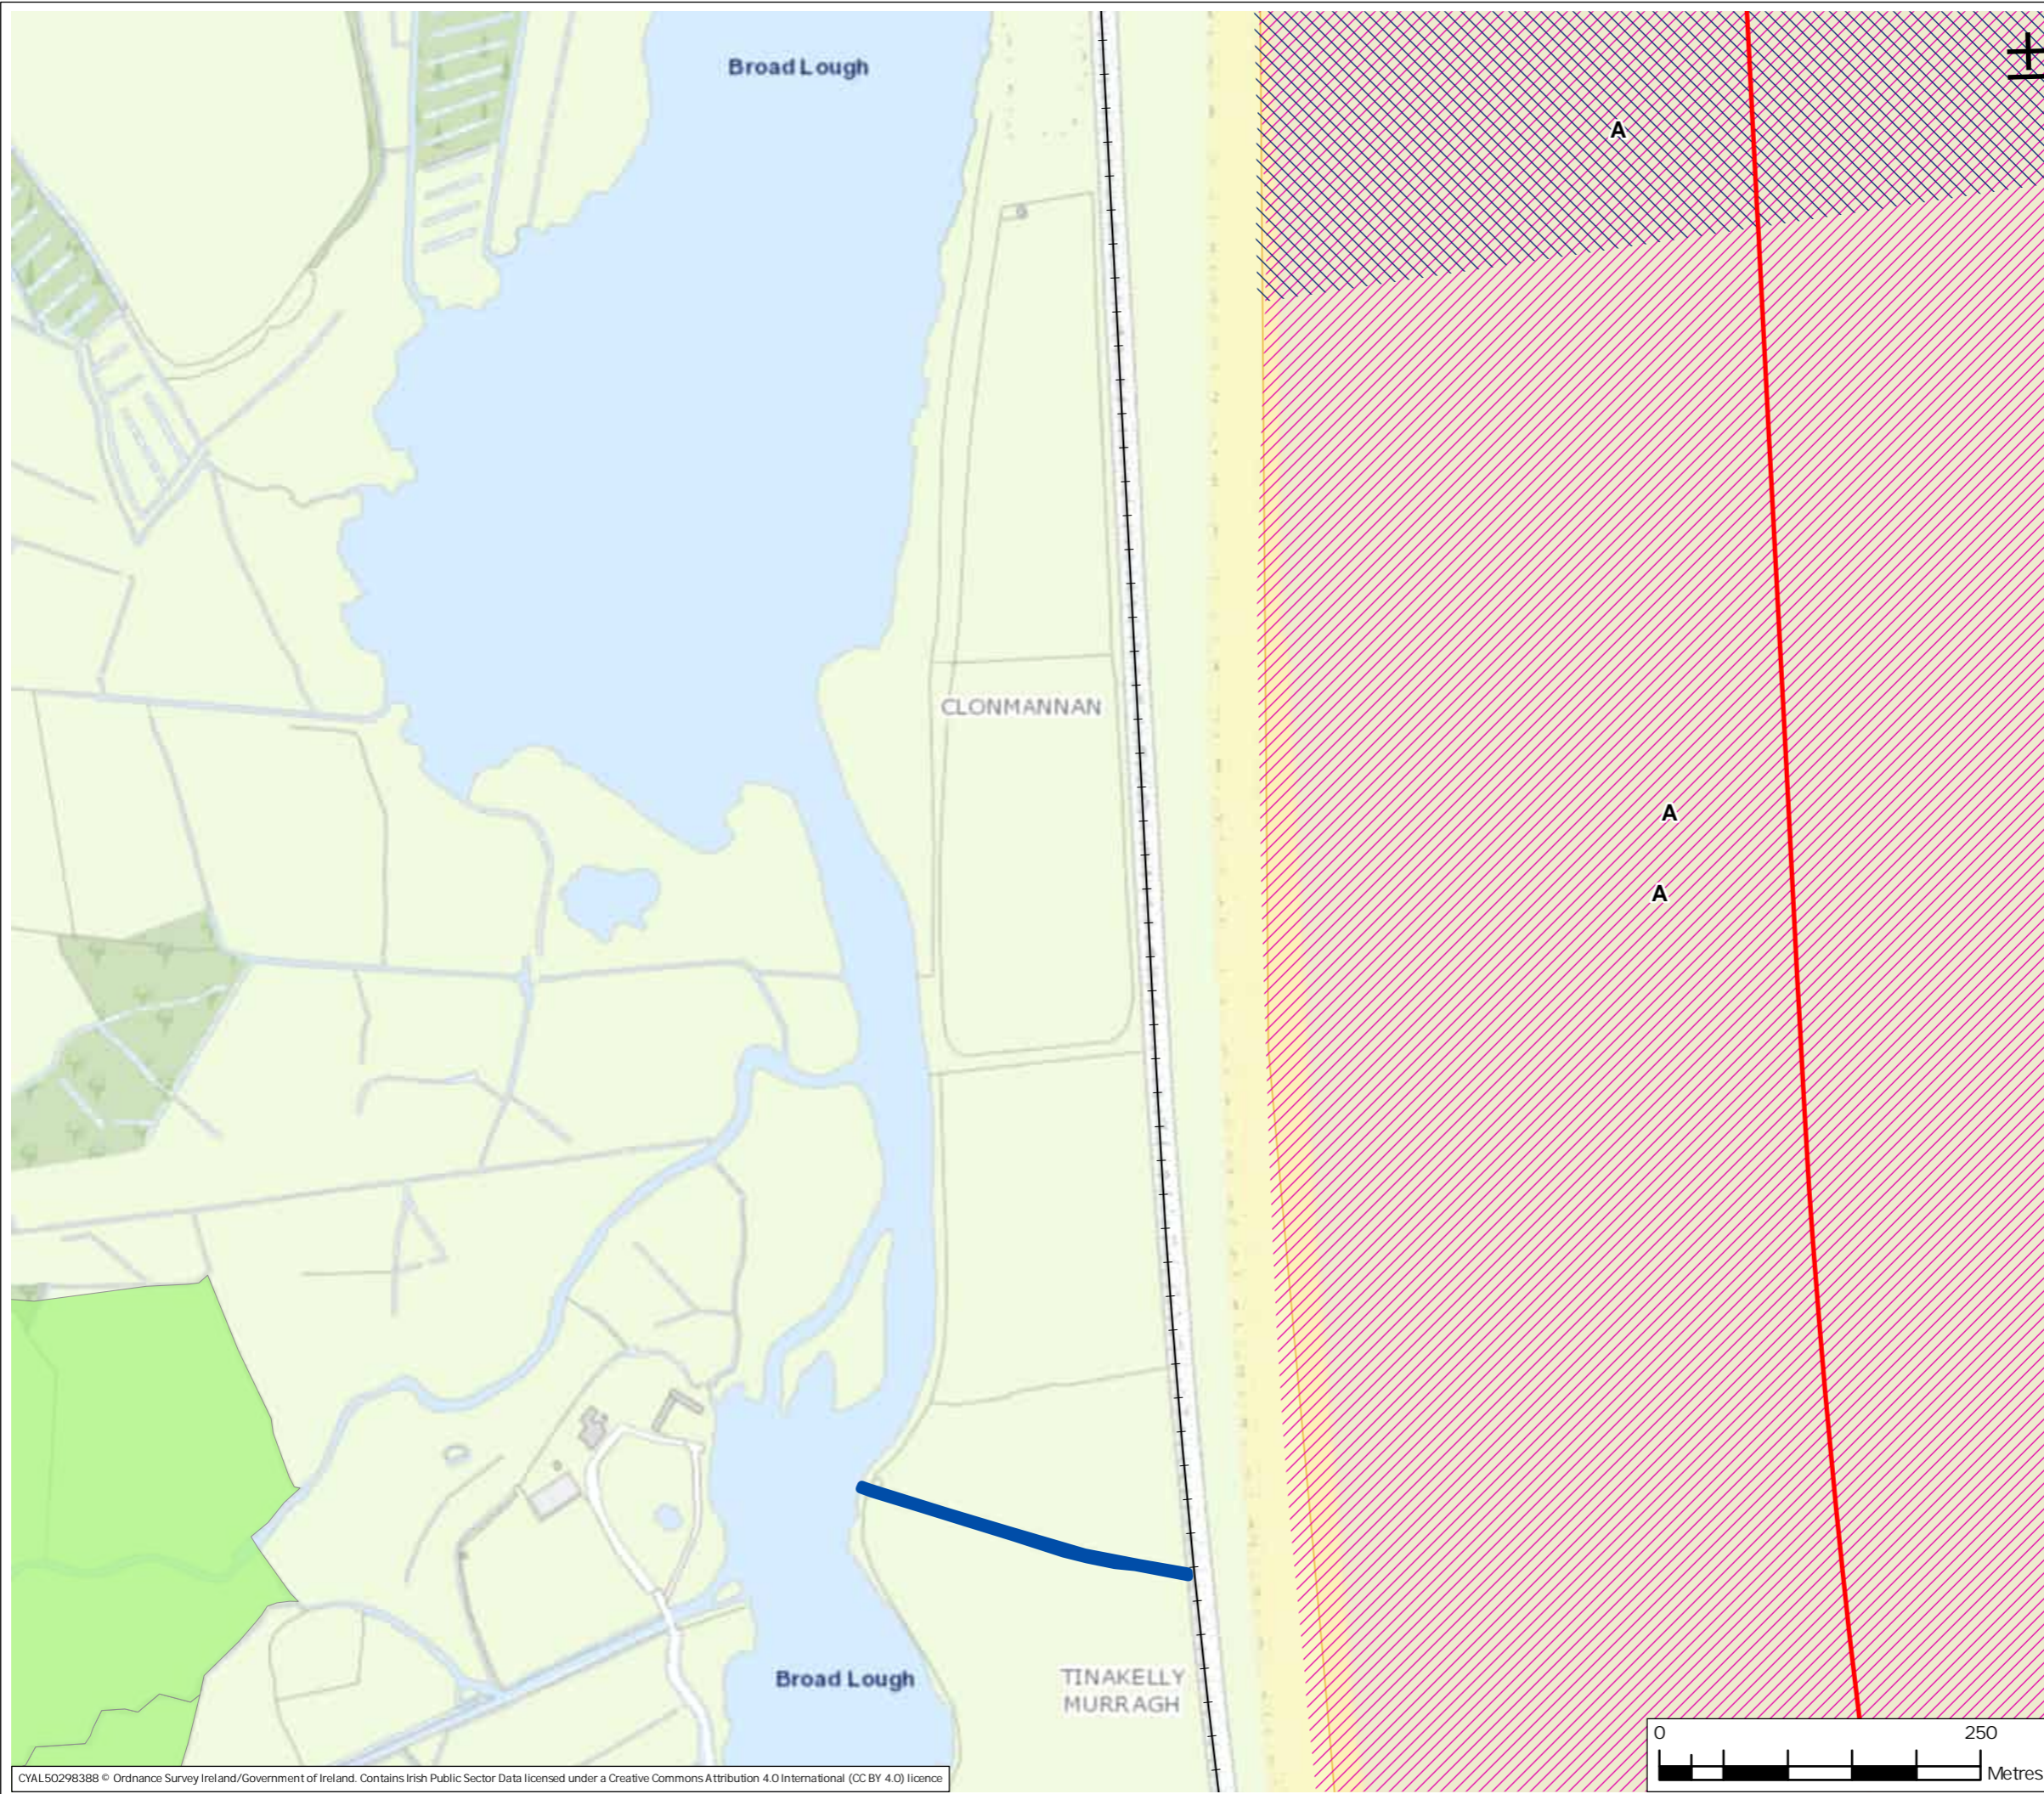 Broad Lough
A
CLONMANNAN
A
A
Broad Lough
TINAKELLY
MURRAGH
0 250
Metres
CYAL50298388 © Ordnance Survey Ireland/Government of Ireland. Contains Irish Public Sector Data licensed under a Creative Commons Attribution 4.0 International (CC BY 4.0) licence